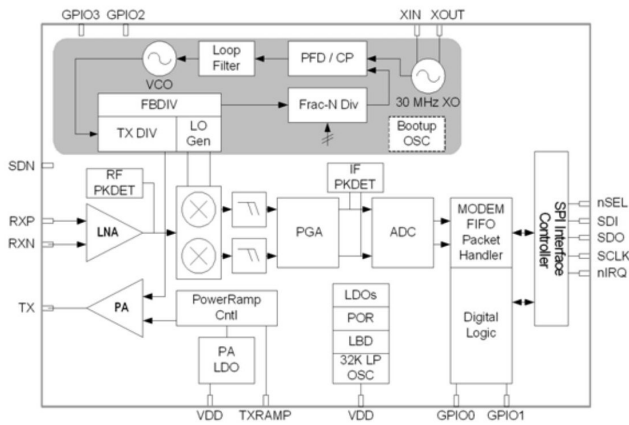 GPIO3 GPIO2 XIN XOUT
Loop
Filter
PFD / CP
VCO
30 MHz XO
FBDIV
Frac-N Div
TX DIV
LO
Gen
Bootup
OSC
SDN
RF
PKDET
IF
PKDET
RXP
RXN
LNA
PGA
ADC
MODEM
FIFO
Packet
Handler
SPI Interface
Controller
nSEL
SDI
SDO
SCLK
nIRQ
TX
PA
PowerRamp
Cntl
LDOs
POR
LBD
32K LP
OSC
Digital
Logic
PA
LDO
VDD TXRAMP VDD GPIO0 GPIO1